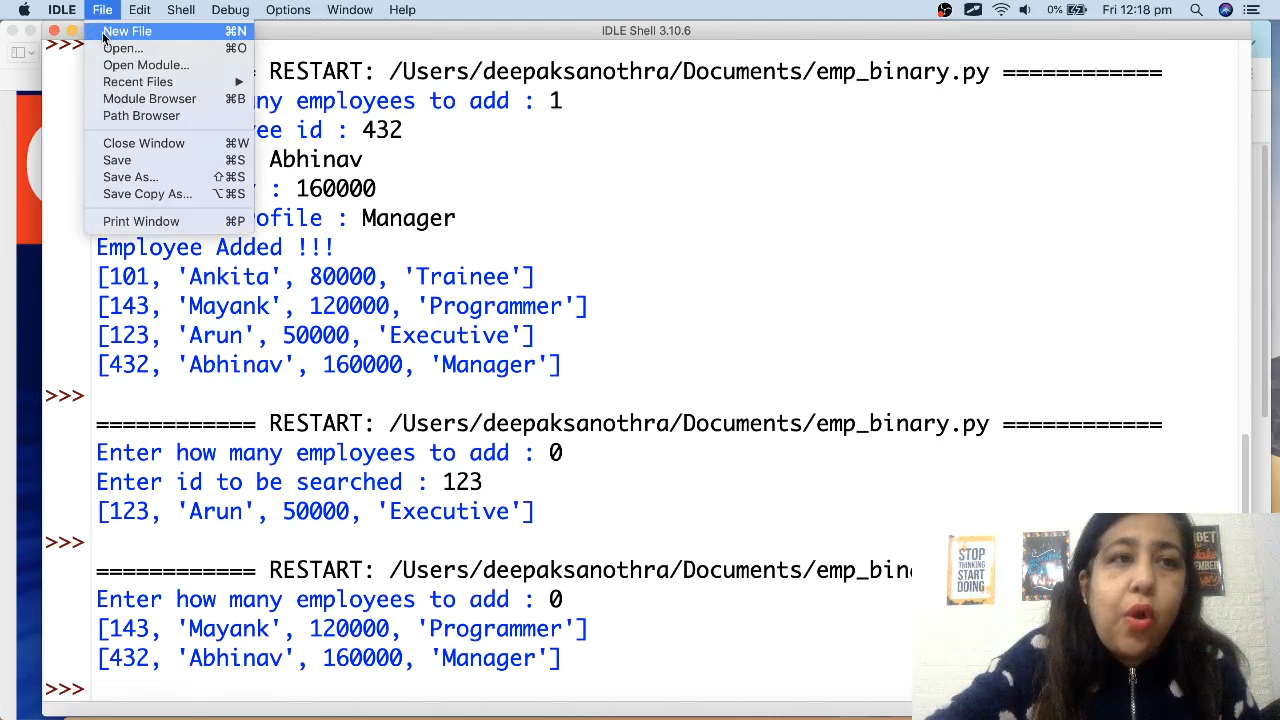 IDLE File Edit Shell Debug Options Window Help 0% Fri 12:18 pm
New File ⌘N
Open... ⌘O
Open Module...
Recent Files ▶
Module Browser ⌘B
Path Browser
Close Window ⌘W
Save ⌘S
Save As... ⇧⌘S
Save Copy As... ⌥⌘S
Print Window ⌘P
IDLE Shell 3.10.6
>>>
= RESTART: /Users/deepaksanothra/Documents/emp_binary.py ============
any employees to add : 1
ee id : 432
Abhinav
: 160000
ofile : Manager
Employee Added !!!
[101, 'Ankita', 80000, 'Trainee']
[143, 'Mayank', 120000, 'Programmer']
[123, 'Arun', 50000, 'Executive']
[432, 'Abhinav', 160000, 'Manager']
>>>
============ RESTART: /Users/deepaksanothra/Documents/emp_binary.py ============
Enter how many employees to add : 0
Enter id to be searched : 123
[123, 'Arun', 50000, 'Executive']
>>>
============ RESTART: /Users/deepaksanothra/Documents/emp_bina
Enter how many employees to add : 0
[143, 'Mayank', 120000, 'Programmer']
[432, 'Abhinav', 160000, 'Manager']
>>>
STOP
THINKING
START
DOING